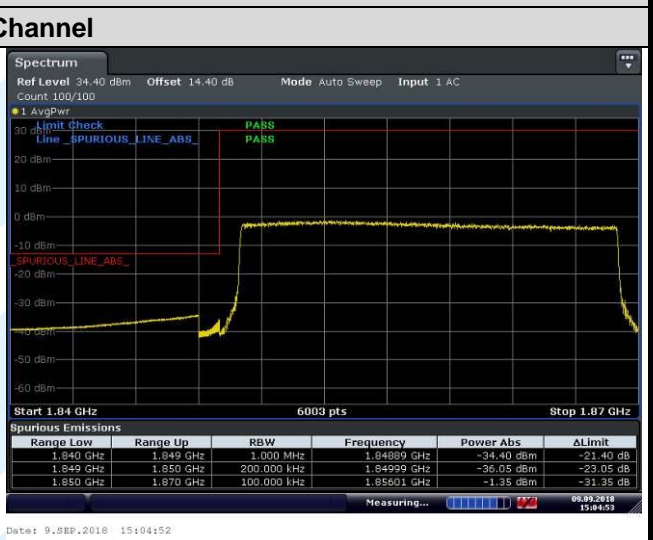 Channel
Spectrum
Ref Level 34.40 dBm Offset 14.40 dB Mode Auto Sweep Input 1 AC
Count 100/100
1 AvgPwr
30 dBm Limit Check PASS
Line _SPURIOUS_LINE_ABS_ PASS
20 dBm
10 dBm
0 dBm
-10 dBm
_SPURIOUS_LINE_ABS_
-20 dBm
-30 dBm
-40 dBm
-50 dBm
-60 dBm
Start 1.84 GHz 6003 pts Stop 1.87 GHz
Spurious Emissions
Range Low Range Up RBW Frequency Power Abs ΔLimit
1.840 GHz 1.849 GHz 1.000 MHz 1.84889 GHz -34.40 dBm -21.40 dB
1.849 GHz 1.850 GHz 200.000 kHz 1.84999 GHz -36.05 dBm -23.05 dB
1.850 GHz 1.870 GHz 100.000 kHz 1.85601 GHz -1.35 dBm -31.35 dB
Measuring... 09.09.2018
15:04:53
Date: 9.SEP.2018 15:04:52